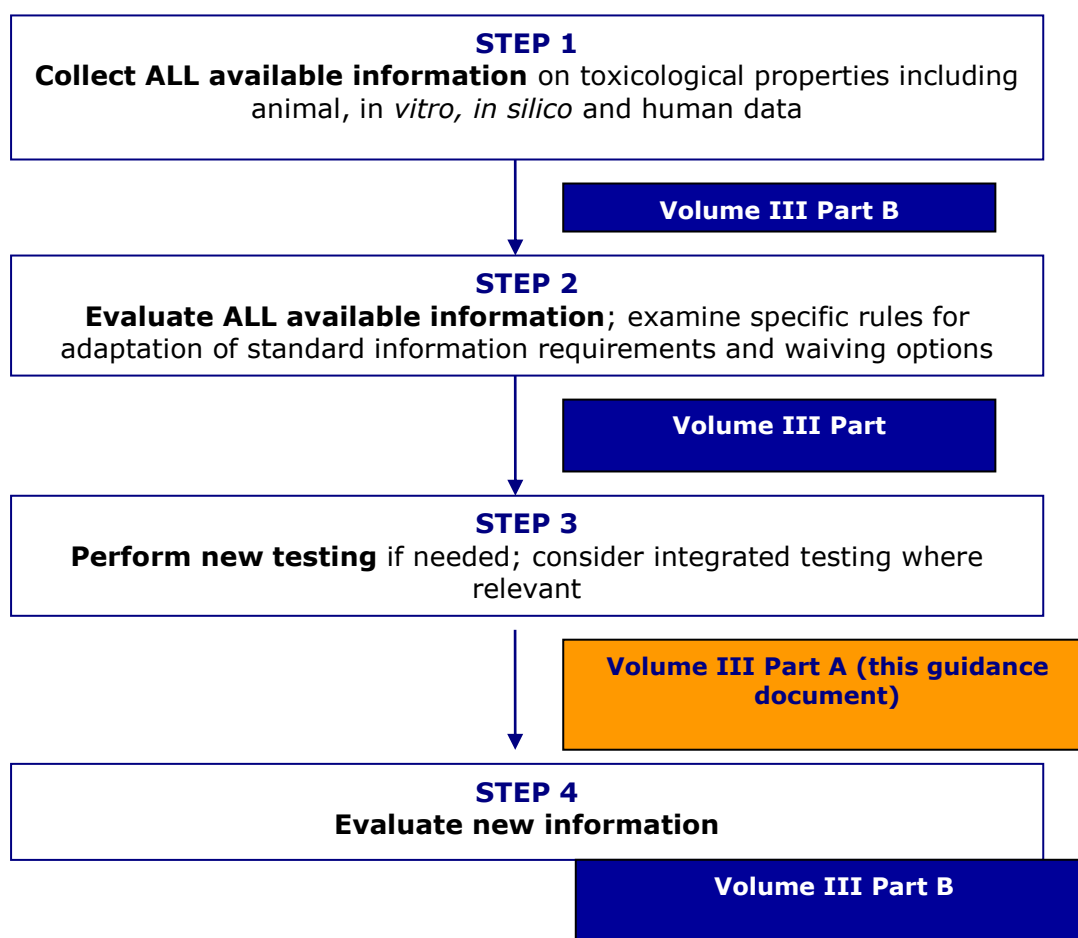 STEP 1
Collect ALL available information on toxicological properties including
animal, in vitro, in silico and human data
Volume III Part B
STEP 2
Evaluate ALL available information; examine specific rules for
adaptation of standard information requirements and waiving options
Volume III Part
STEP 3
Perform new testing if needed; consider integrated testing where
relevant
Volume III Part A (this guidance
document)
STEP 4
Evaluate new information
Volume III Part B